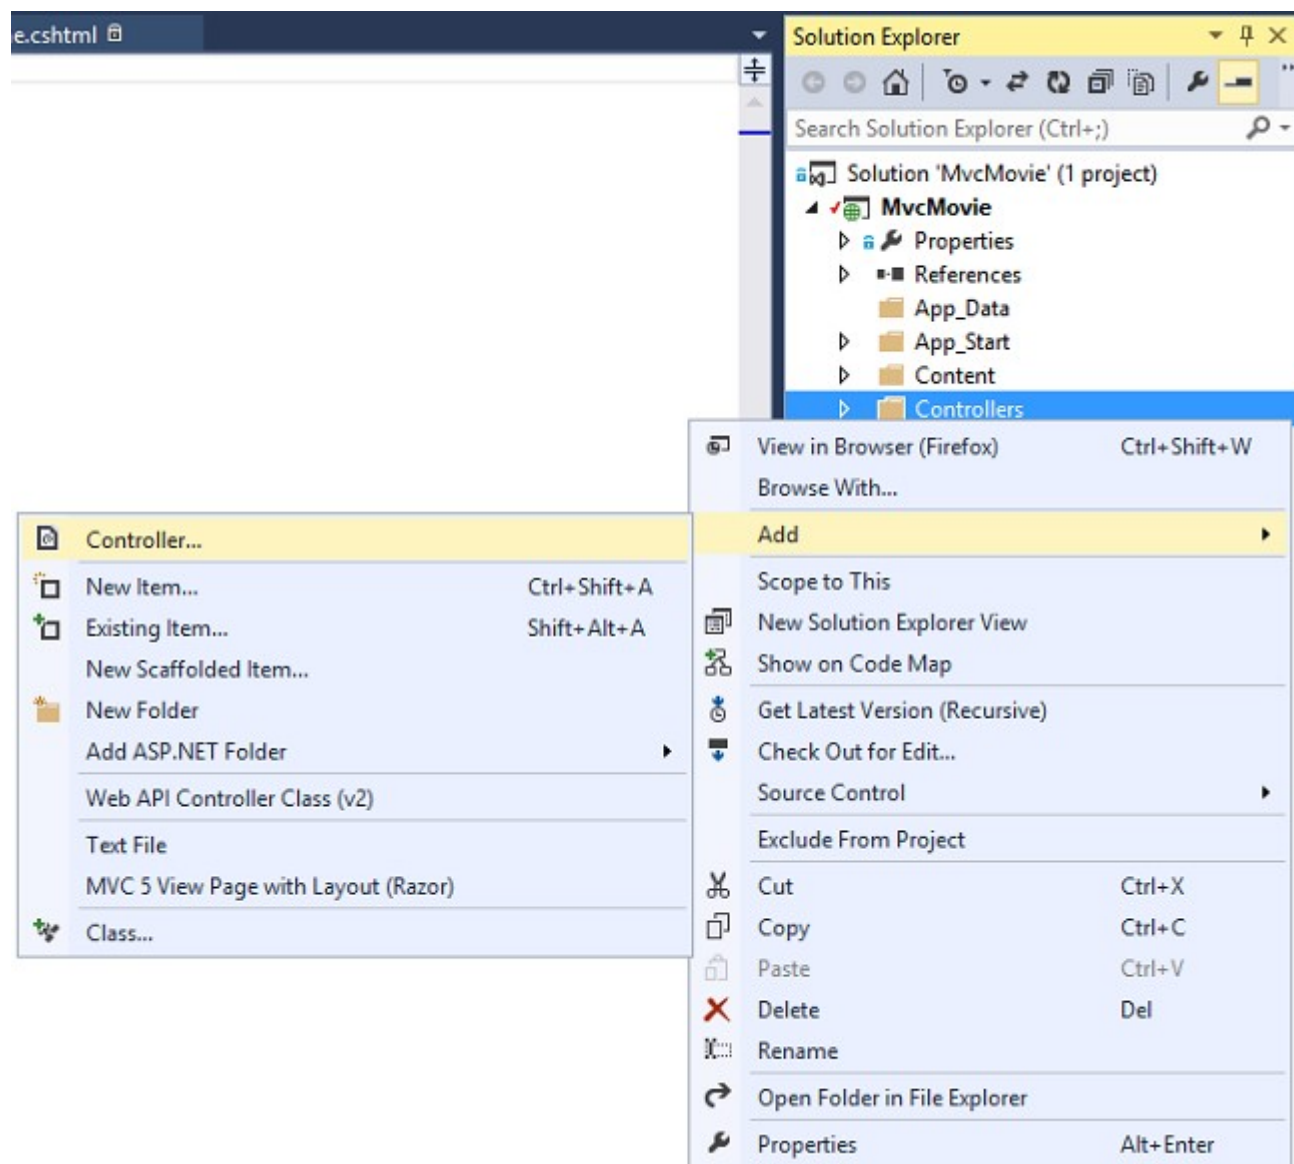 e.cshtml
Solution Explorer
Search Solution Explorer (Ctrl+;)
Solution 'MvcMovie' (1 project)
MvcMovie
Properties
References
App_Data
App_Start
Content
Controllers
View in Browser (Firefox) Ctrl+Shift+W
Browse With...
Add
Scope to This
New Solution Explorer View
Show on Code Map
Get Latest Version (Recursive)
Check Out for Edit...
Source Control
Exclude From Project
Cut Ctrl+X
Copy Ctrl+C
Paste Ctrl+V
Delete Del
Rename
Open Folder in File Explorer
Properties Alt+Enter
Controller...
New Item... Ctrl+Shift+A
Existing Item... Shift+Alt+A
New Scaffolded Item...
New Folder
Add ASP.NET Folder
Web API Controller Class (v2)
Text File
MVC 5 View Page with Layout (Razor)
Class...